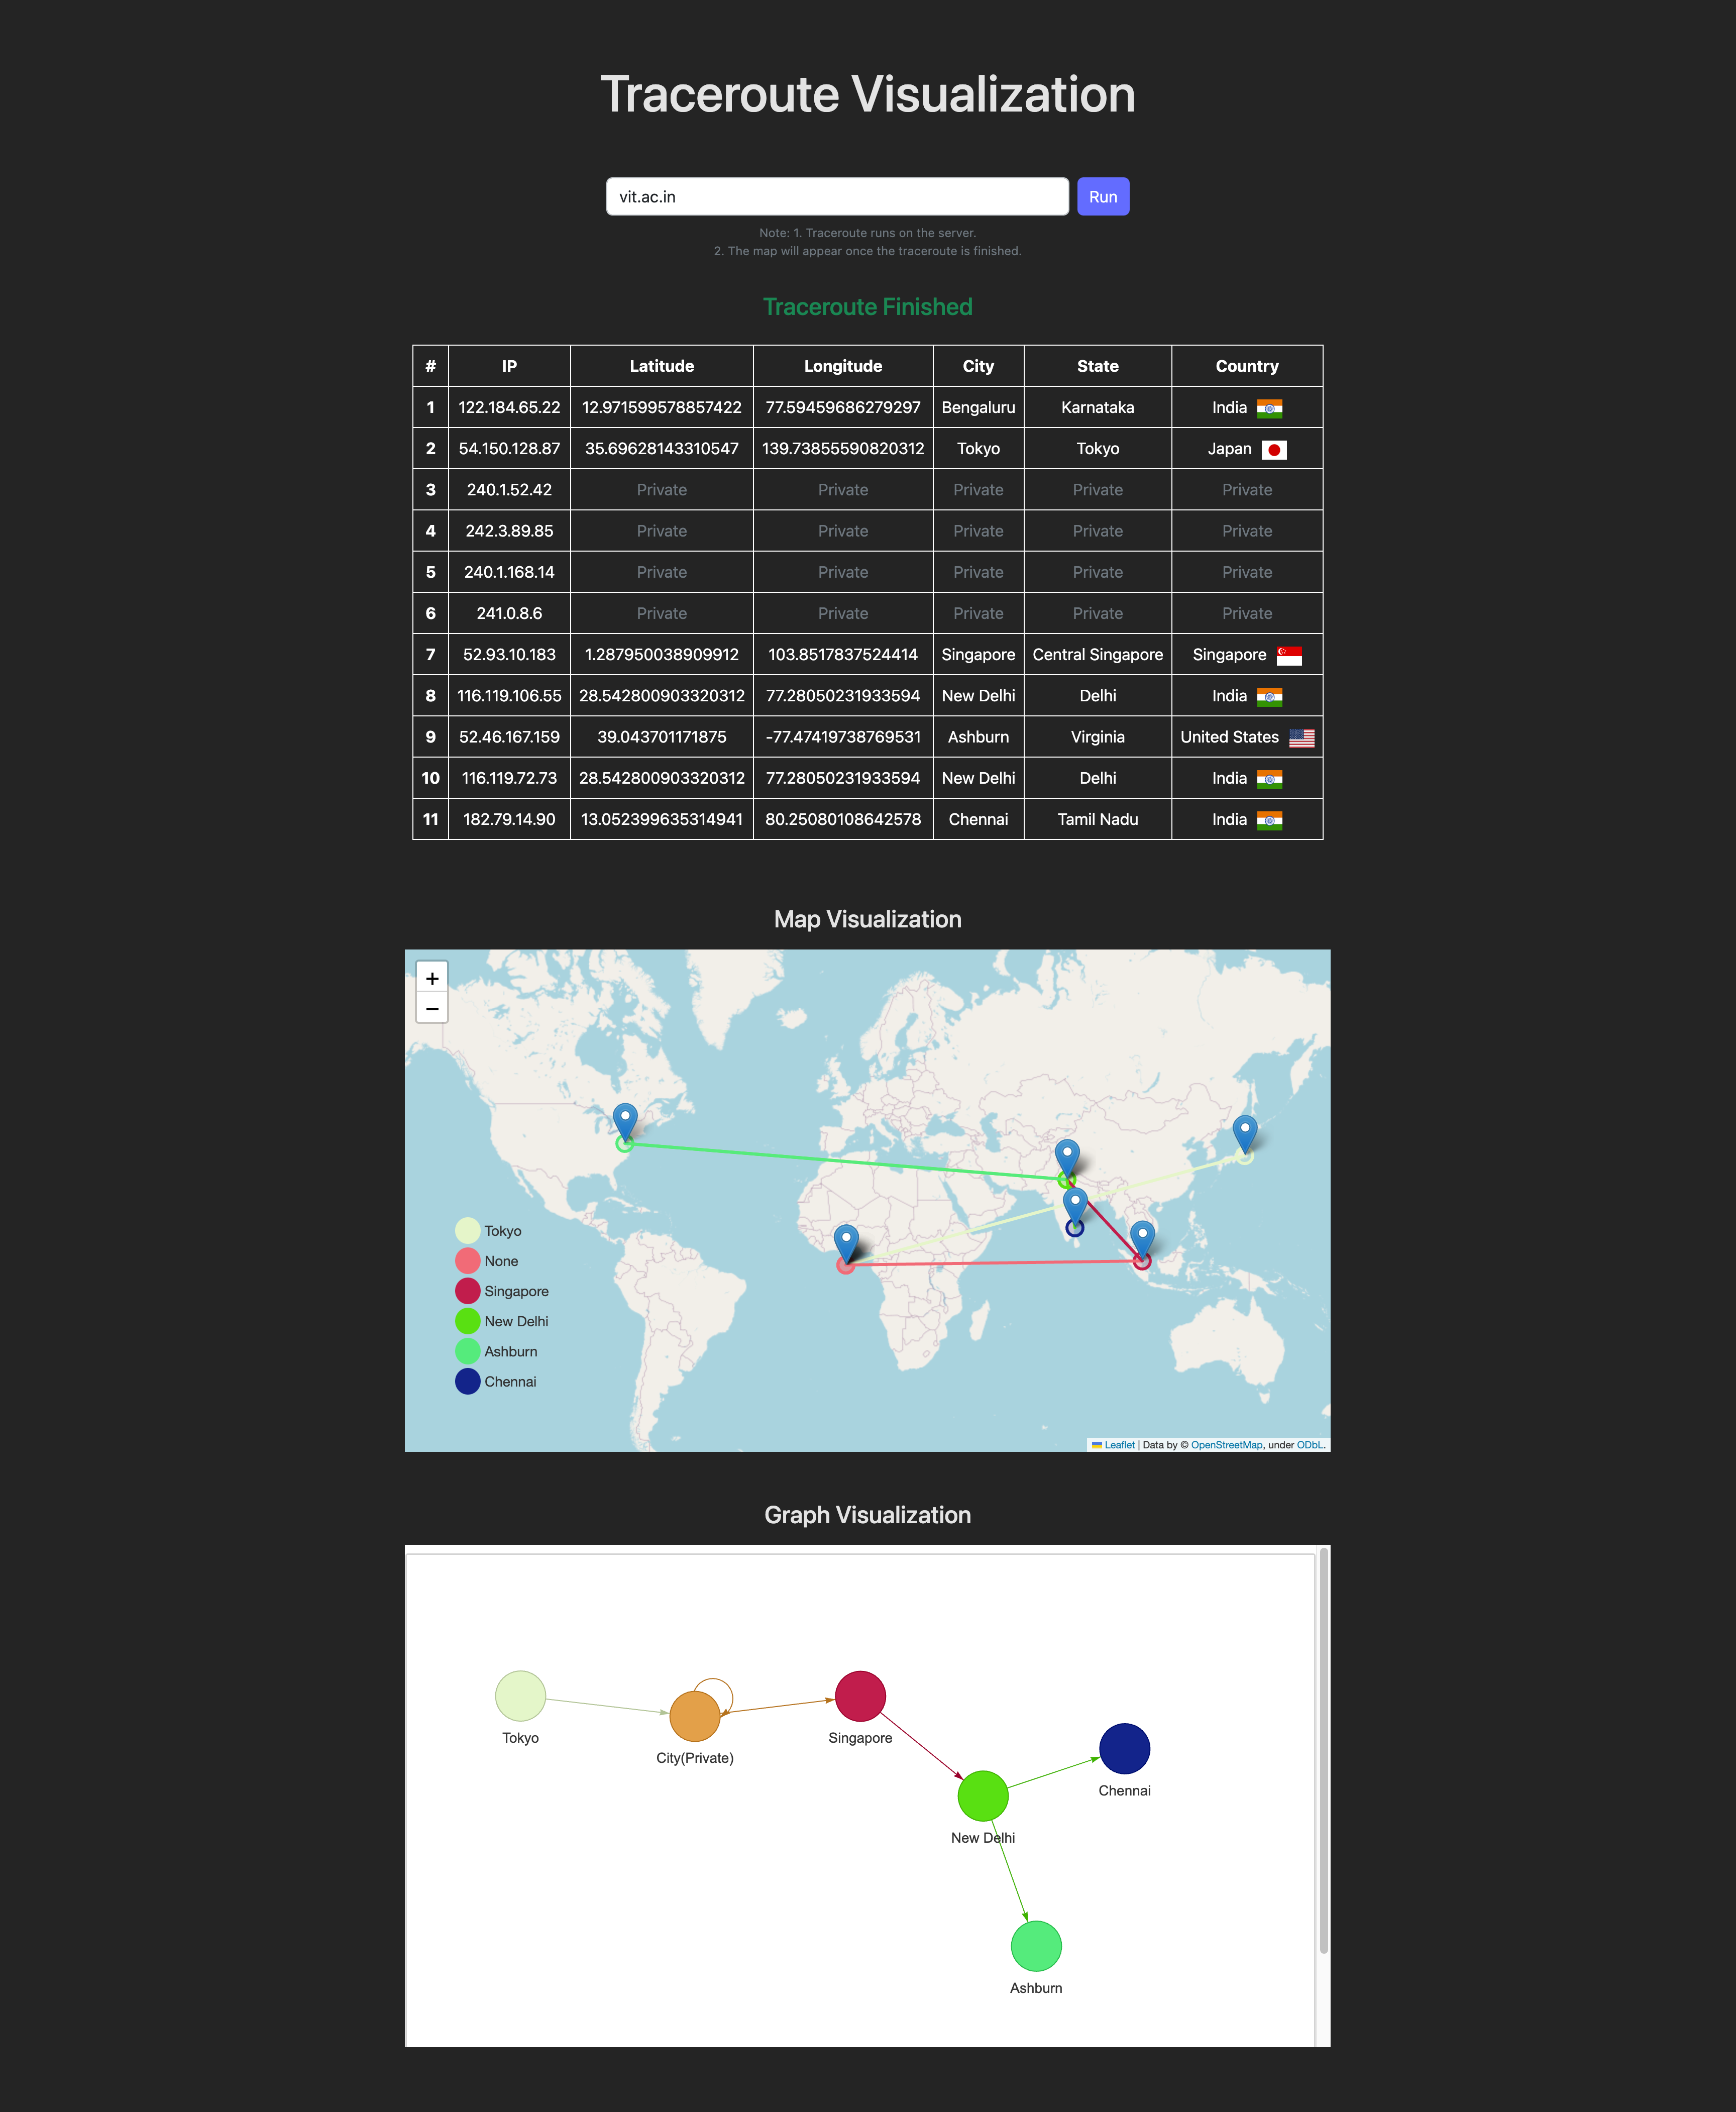 Traceroute Visualization
vit.ac.in Run
Note: 1. Traceroute runs on the server.
2. The map will appear once the traceroute is finished.
Traceroute Finished
# IP Latitude Longitude City State Country
1 122.184.65.22 12.971599578857422 77.59459686279297 Bengaluru Karnataka India
2 54.150.128.87 35.69628143310547 139.73855590820312 Tokyo Tokyo Japan
3 240.1.52.42 Private Private Private Private Private
4 242.3.89.85 Private Private Private Private Private
5 240.1.168.14 Private Private Private Private Private
6 241.0.8.6 Private Private Private Private Private
7 52.93.10.183 1.287950038909912 103.8517837524414 Singapore Central Singapore Singapore
8 116.119.106.55 28.542800903320312 77.28050231933594 New Delhi Delhi India
9 52.46.167.159 39.043701171875 -77.47419738769531 Ashburn Virginia United States
10 116.119.72.73 28.542800903320312 77.28050231933594 New Delhi Delhi India
11 182.79.14.90 13.052399635314941 80.25080108642578 Chennai Tamil Nadu India
Map Visualization
+
−
Tokyo
None
Singapore
New Delhi
Ashburn
Chennai
Leaflet | Data by © OpenStreetMap, under ODbL.
Graph Visualization
Tokyo
City(Private)
Singapore
Chennai
New Delhi
Ashburn